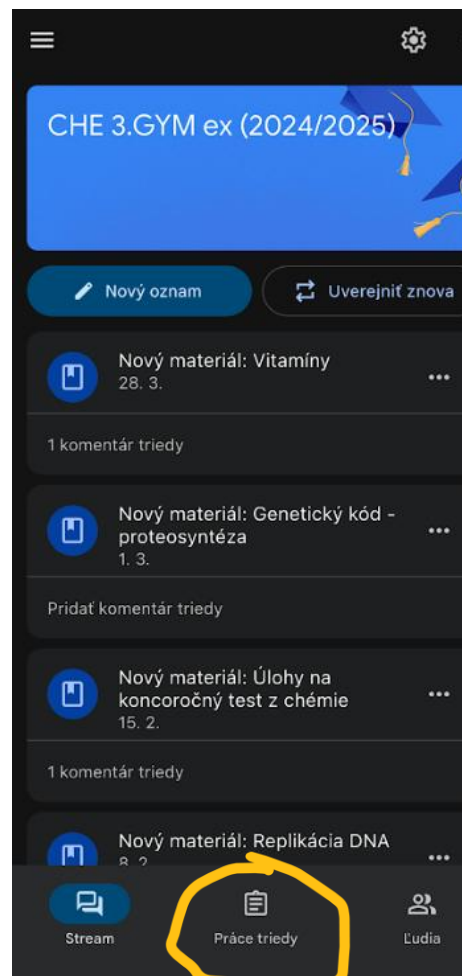 CHE 3.GYM ex (2024/2025)
Nový oznam
Uverejniť znova
Nový materiál: Vitamíny
28. 3.
1 komentár triedy
Nový materiál: Genetický kód -
proteosyntéza
1. 3.
Pridať komentár triedy
Nový materiál: Úlohy na
koncoročný test z chémie
15. 2.
1 komentár triedy
Nový materiál: Replikácia DNA
8. 2.
Stream
Práce triedy
Ľudia